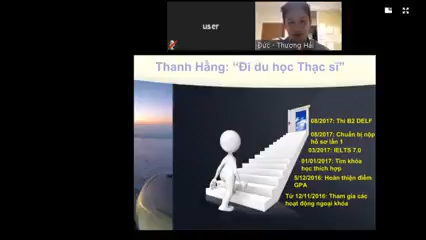 user
Đức - Thương Hải
Thanh Hằng: “Đi du học Thạc sĩ”
08/2017: Thi B2 DELF
08/2017: Chuẩn bị nộp
hồ sơ lần 1
03/2017: IELTS 7.0
01/01/2017: Tìm khóa
học thích hợp
5/12/2016: Hoàn thiện điểm
GPA
Từ 12/11/2016: Tham gia các
hoạt động ngoại khóa